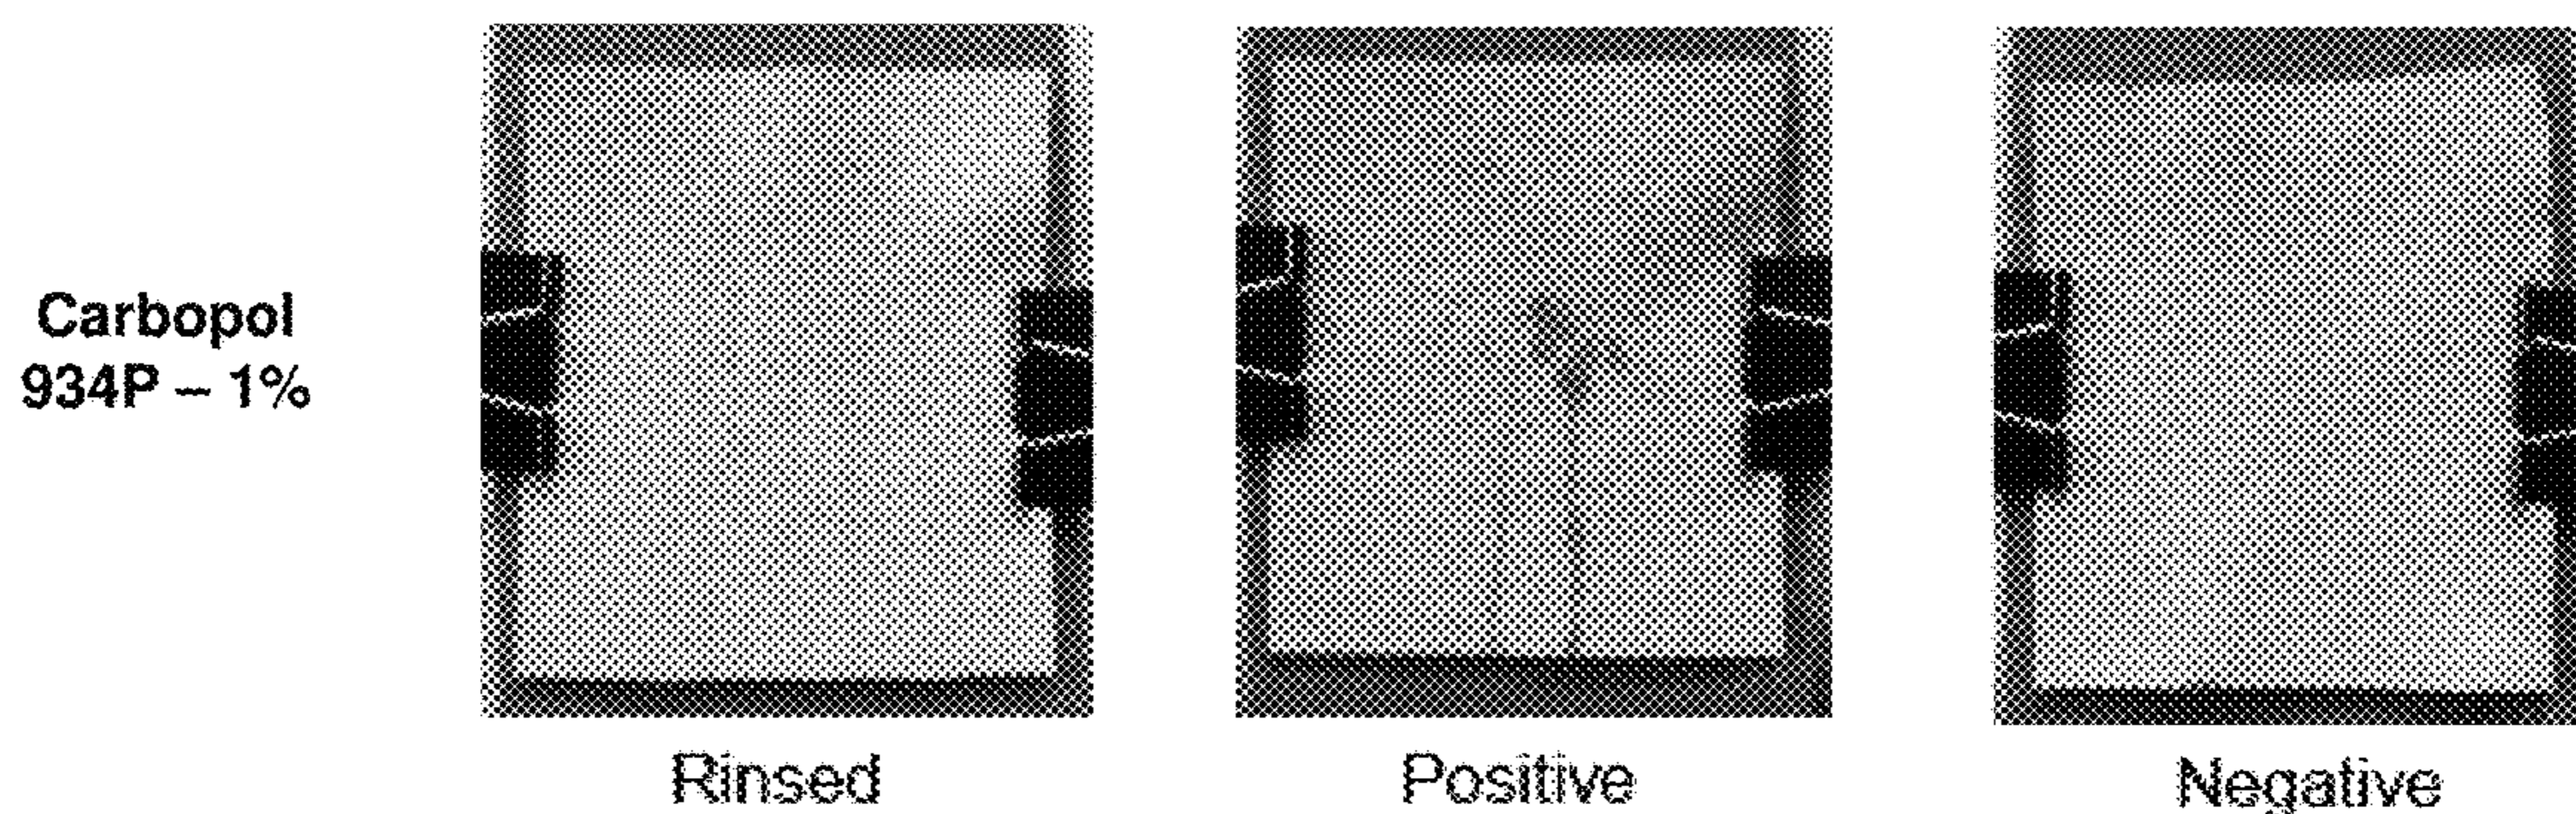 Carbopol
934P – 1%
Rinsed
Positive
Negative